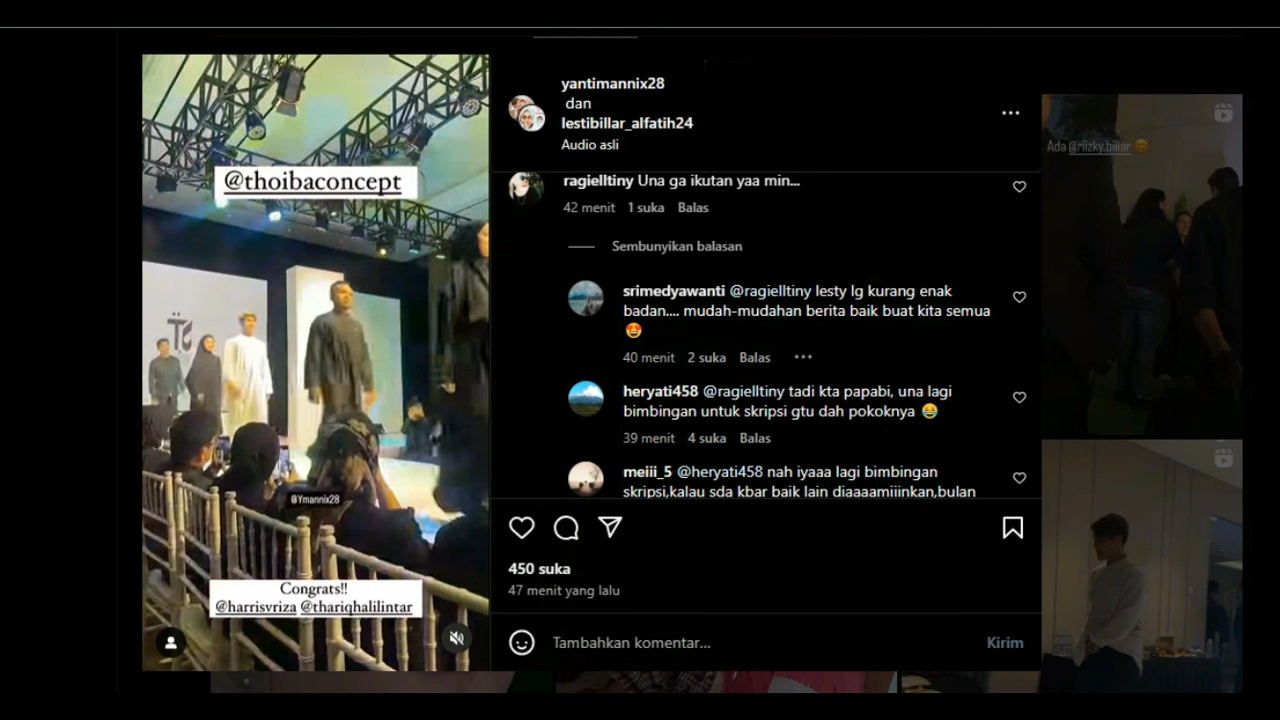 @thoibaconcept
@Ymannix28
Congrats!!
@harrisvriza @thariqhalilintar
yantimannix28
dan
lestibillar_alfatih24
Audio asli
ragielltiny Una ga ikutan yaa min...
42 menit 1 suka Balas
Sembunyikan balasan
srimedyawanti @ragielltiny lesty lg kurang enak
badan.... mudah-mudahan berita baik buat kita semua
😍
40 menit 2 suka Balas
heryati458 @ragielltiny tadi kta papabi, una lagi
bimbingan untuk skripsi gtu dah pokoknya 😂
39 menit 4 suka Balas
meiii_5 @heryati458 nah iyaaa lagi bimbingan
skripsi,kalau sda kbar baik lain diaaaamiiinkan,bulan
450 suka
47 menit yang lalu
Tambahkan komentar...
Kirim
Ada @riizky.billar 😊